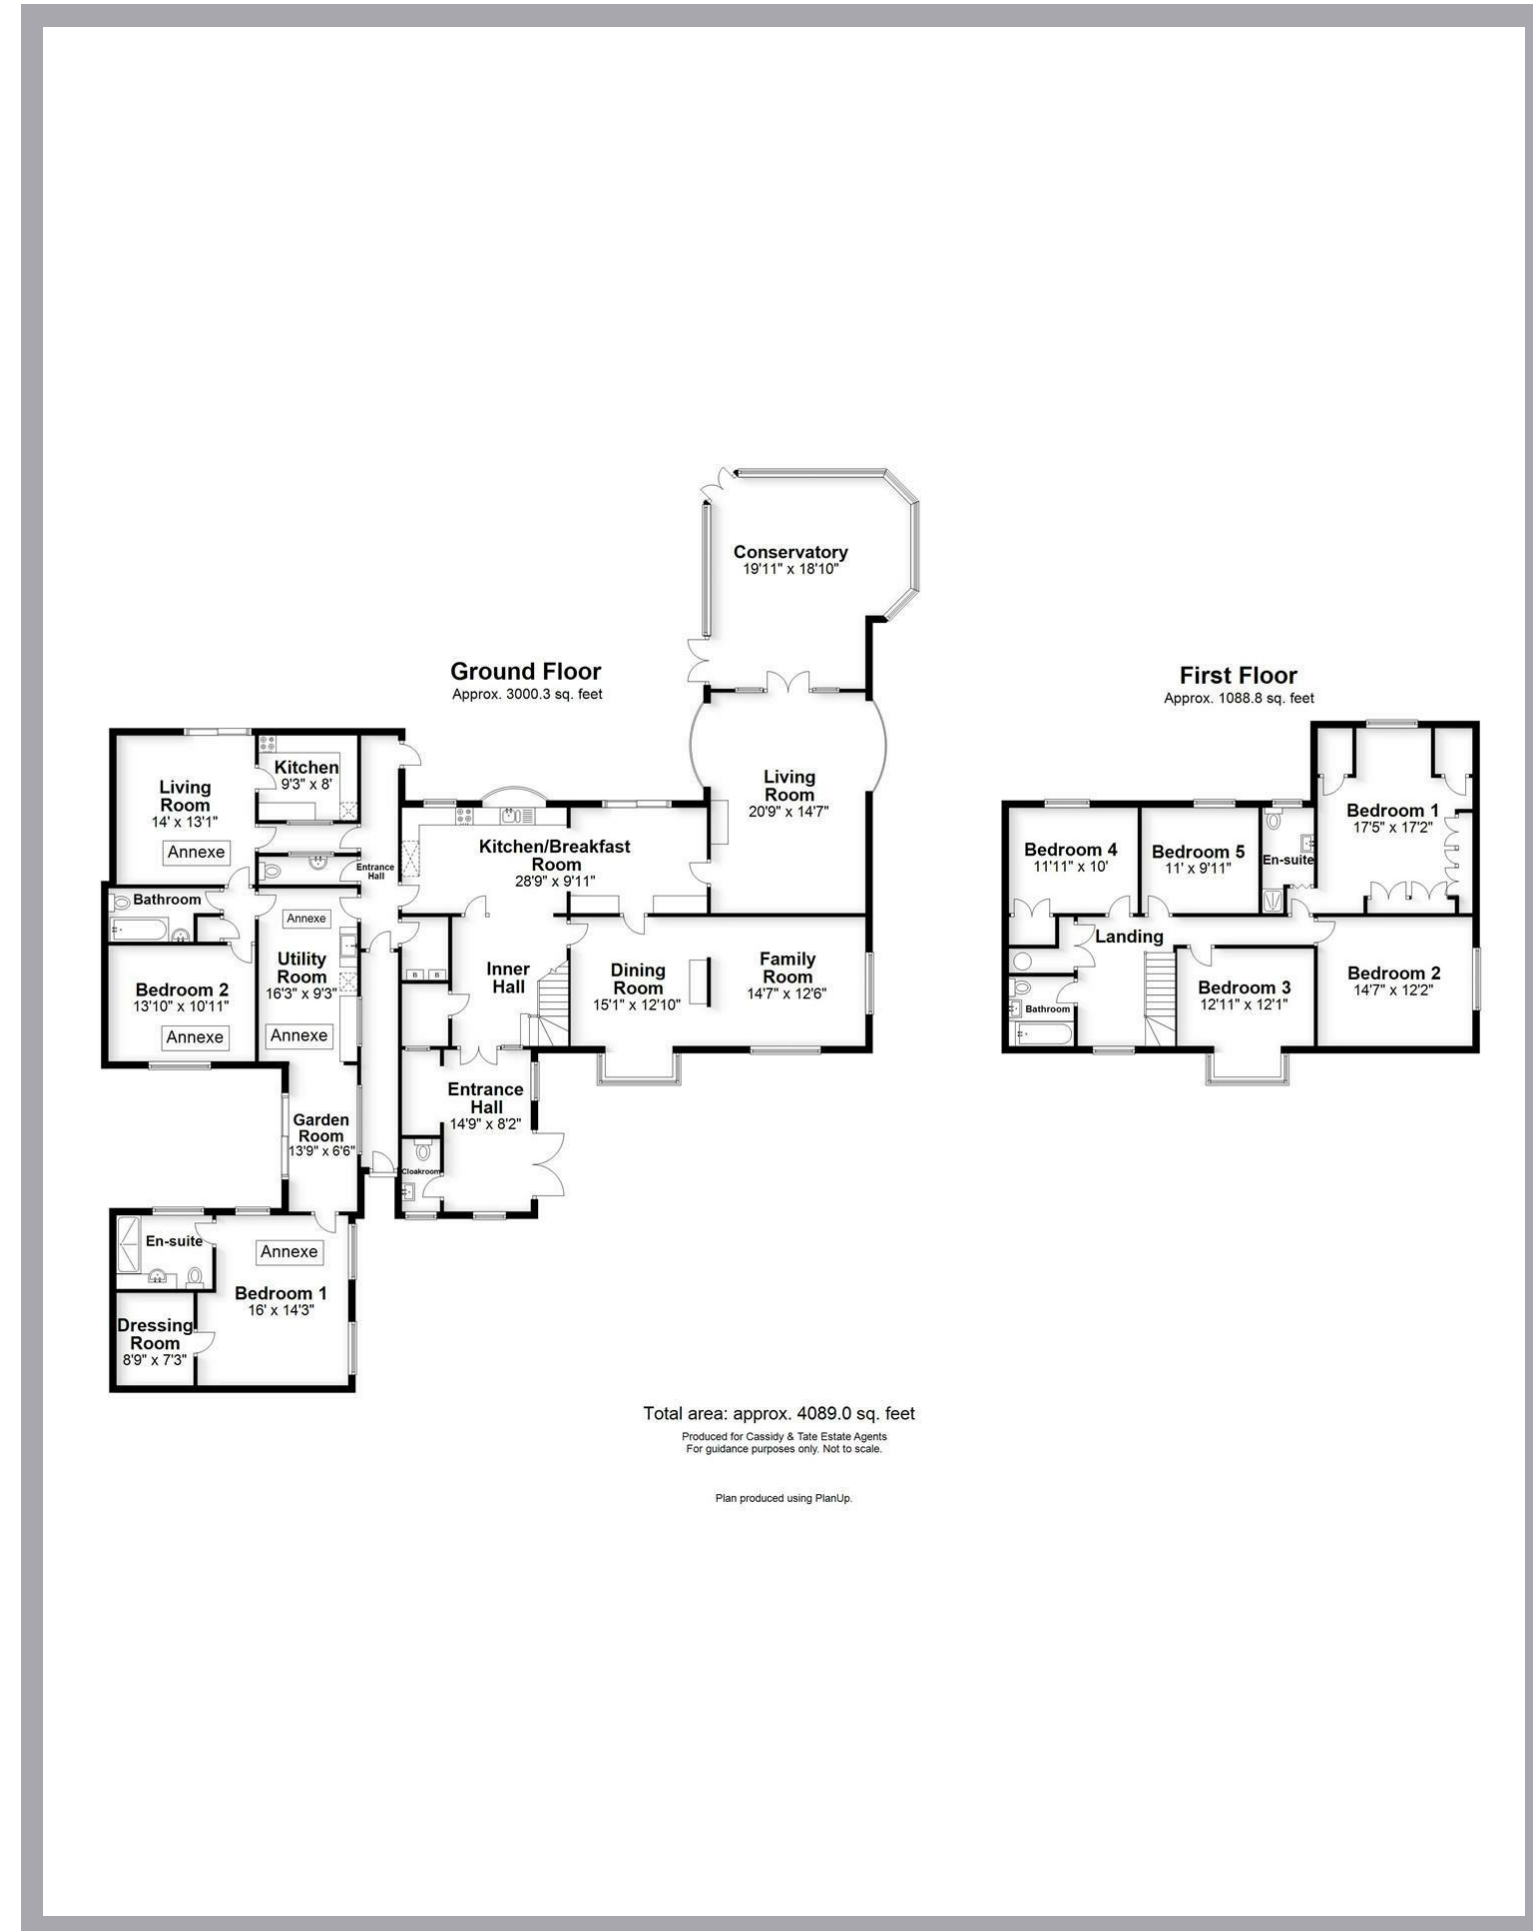 Conservatory
19'11" x 18'10"
Ground Floor
Approx. 3000.3 sq. feet
First Floor
Approx. 1088.8 sq. feet
Living
Room
14' x 13'1"
Annexe
Kitchen
9'3" x 8'
Entrance
Hall
Kitchen/Breakfast
Room
28'9" x 9'11"
Living
Room
20'9" x 14'7"
Bathroom
Annexe
Utility
Room
16'3" x 9'3"
Annexe
Bedroom 2
13'10" x 10'11"
Annexe
B B
Inner
Hall
Dining
Room
15'1" x 12'10"
Family
Room
14'7" x 12'6"
Entrance
Hall
14'9" x 8'2"
Garden
Room
13'9" x 6'6"
Cloakroom
En-suite
Annexe
Bedroom 1
16' x 14'3"
Dressing
Room
8'9" x 7'3"
Bedroom 1
17'5" x 17'2"
Bedroom 4
11'11" x 10'
Bedroom 5
11' x 9'11"
En-suite
Landing
Bedroom 2
14'7" x 12'2"
Bedroom 3
12'11" x 12'1"
Bathroom
Total area: approx. 4089.0 sq. feet
Produced for Cassidy & Tate Estate Agents
For guidance purposes only. Not to scale.
Plan produced using PlanUp.